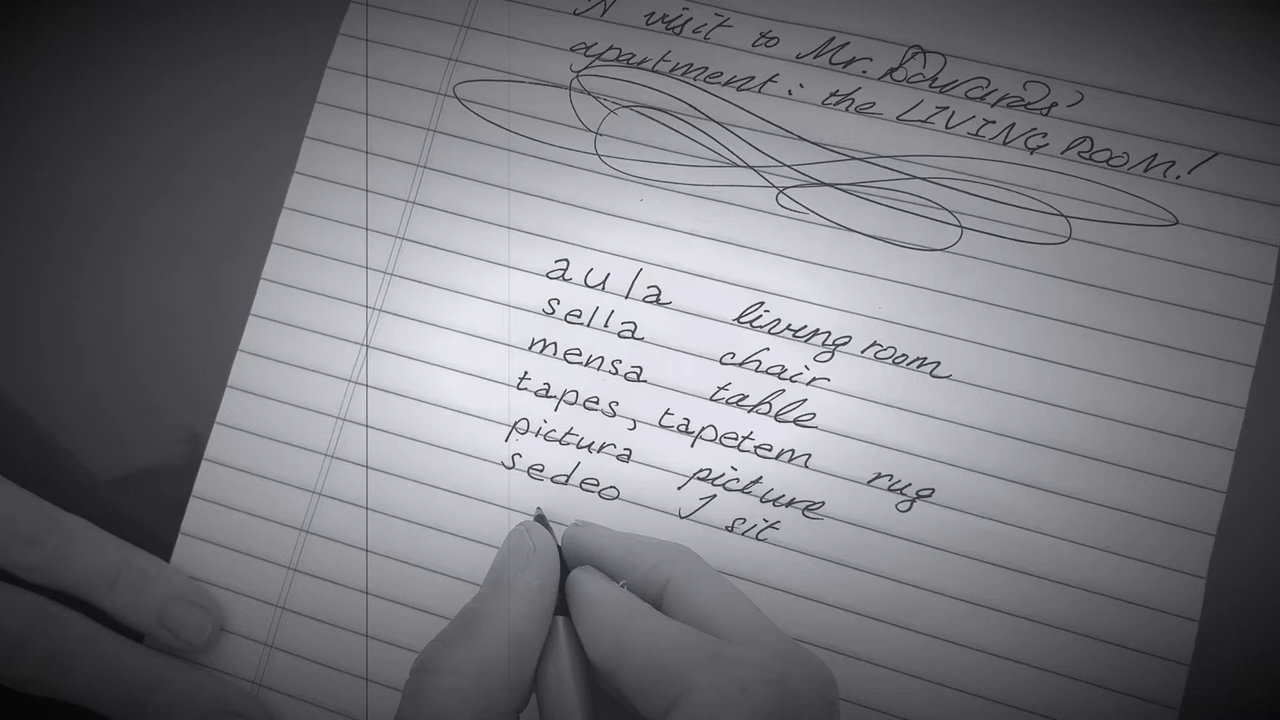 A visit to Mr. Edwards'
apartment: the LIVING ROOM!
aula living room
sella chair
mensa table
tapes, tapetem rug
pictura picture
sedeo I sit